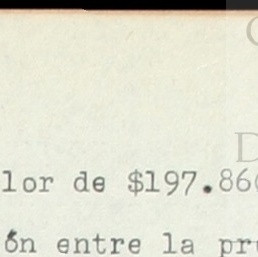 lor de $197.86
ón entre la pr